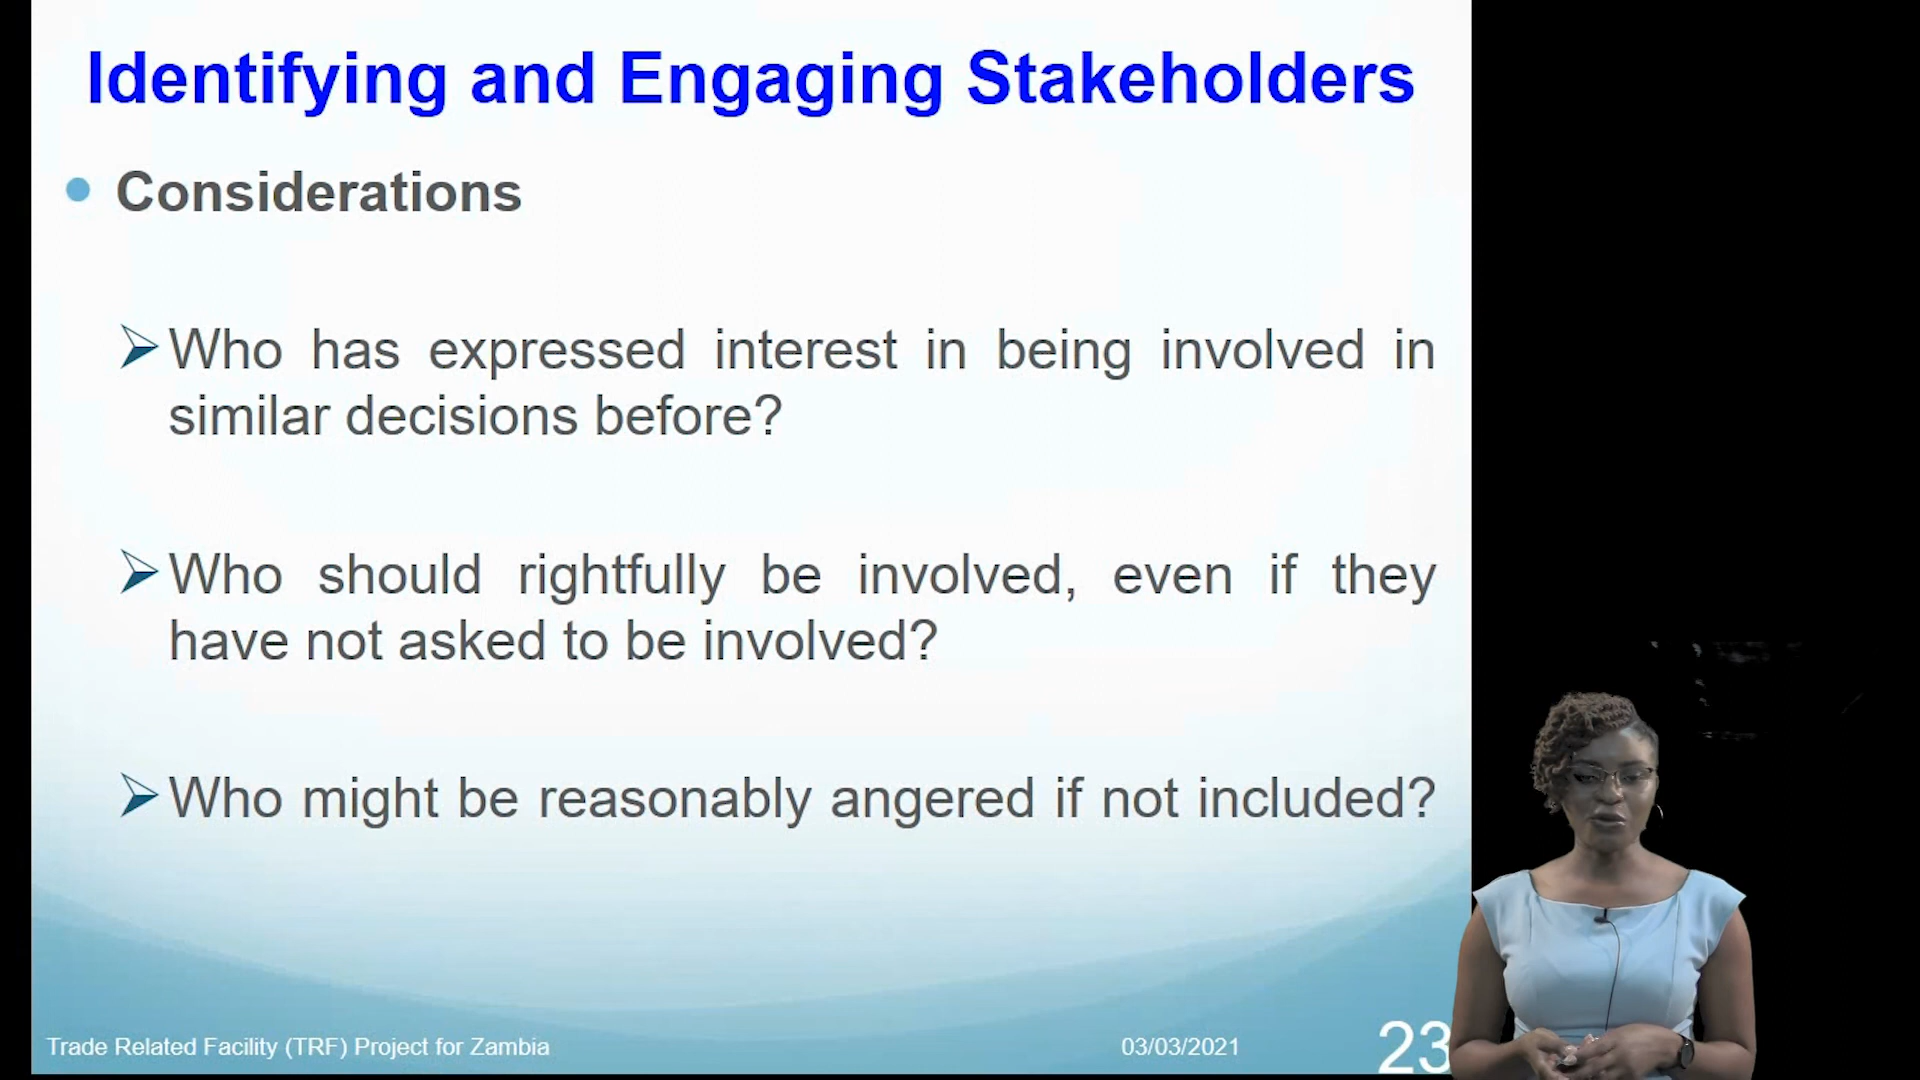 Identifying and Engaging Stakeholders
Considerations
Who has expressed interest in being involved in
similar decisions before?
Who should rightfully be involved, even if they
have not asked to be involved?
Who might be reasonably angered if not included?
Trade Related Facility (TRF) Project for Zambia
03/03/2021
23